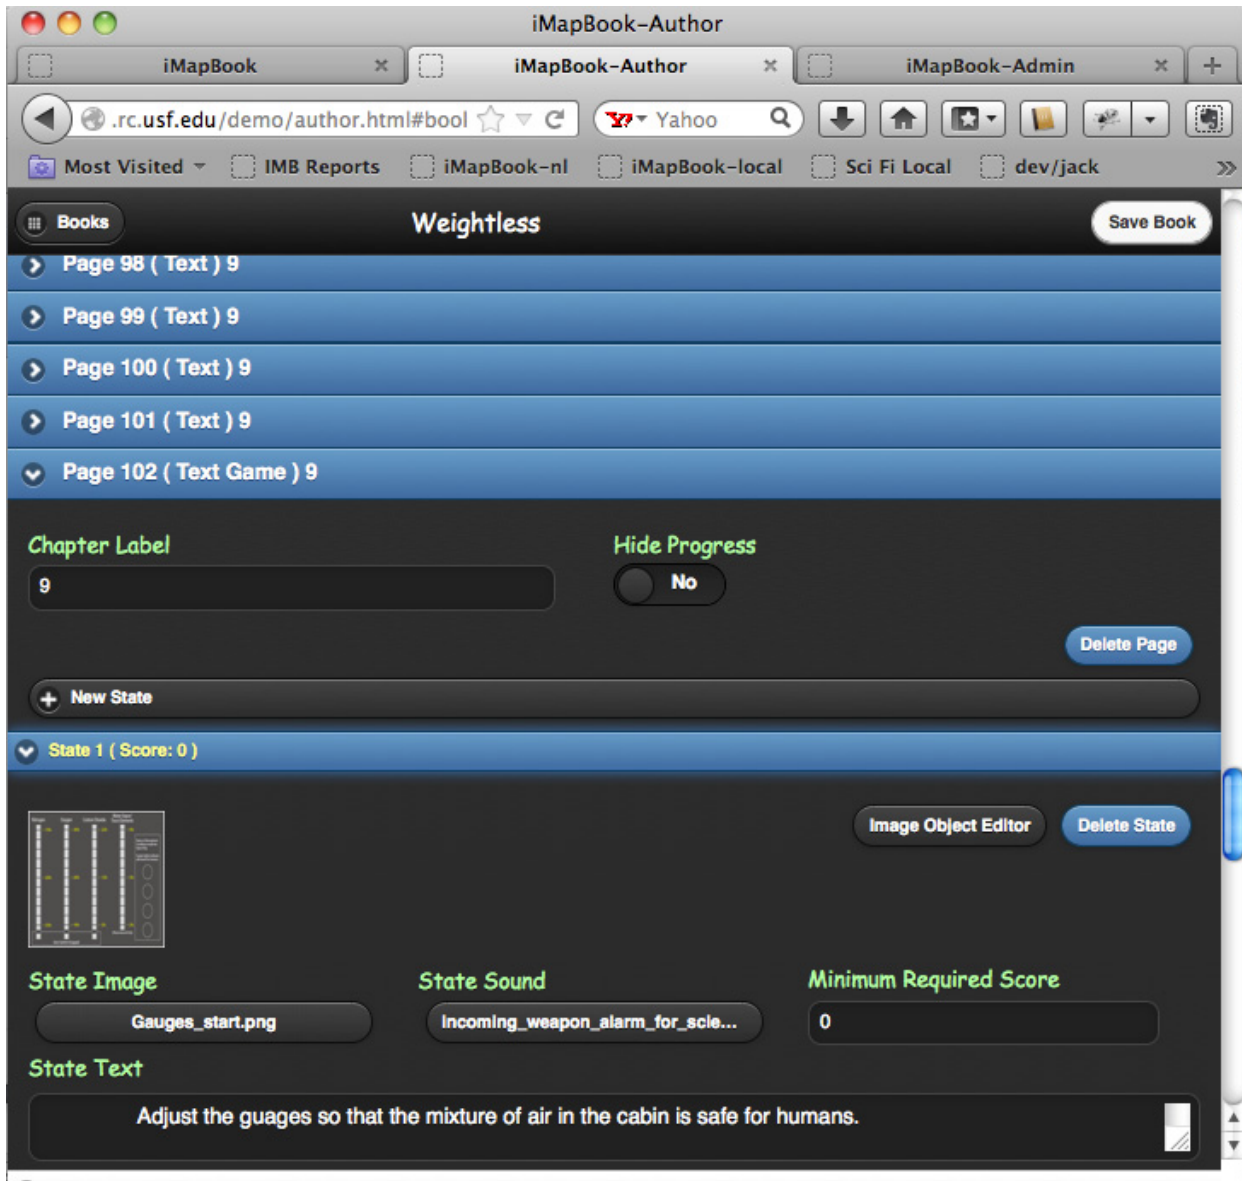 iMapBook-Author
iMapBook
iMapBook-Author
iMapBook-Admin
.rc.usf.edu/demo/author.html#bool
Yahoo
Most Visited
IMB Reports
iMapBook-nl
iMapBook-local
Sci Fi Local
dev/jack
Books
Weightless
Save Book
Page 98 ( Text ) 9
Page 99 ( Text ) 9
Page 100 ( Text ) 9
Page 101 ( Text ) 9
Page 102 ( Text Game ) 9
Chapter Label
Hide Progress
9
No
Delete Page
New State
State 1 ( Score: 0 )
Image Object Editor
Delete State
State Image
State Sound
Minimum Required Score
Gauges_start.png
Incoming_weapon_alarm_for_scie...
0
State Text
Adjust the guages so that the mixture of air in the cabin is safe for humans.